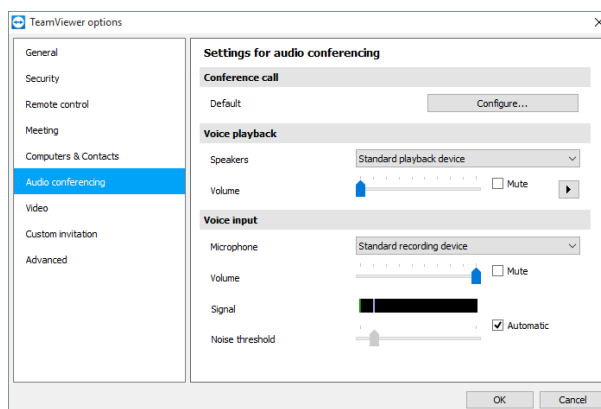 TeamViewer options
General
Security
Remote control
Meeting
Computers & Contacts
Audio conferencing
Video
Custom invitation
Advanced
Settings for audio conferencing
Conference call
Default Configure...
Voice playback
Speakers Standard playback device
Volume Mute
Voice input
Microphone Standard recording device
Volume Mute
Signal
Automatic
Noise threshold
OK Cancel